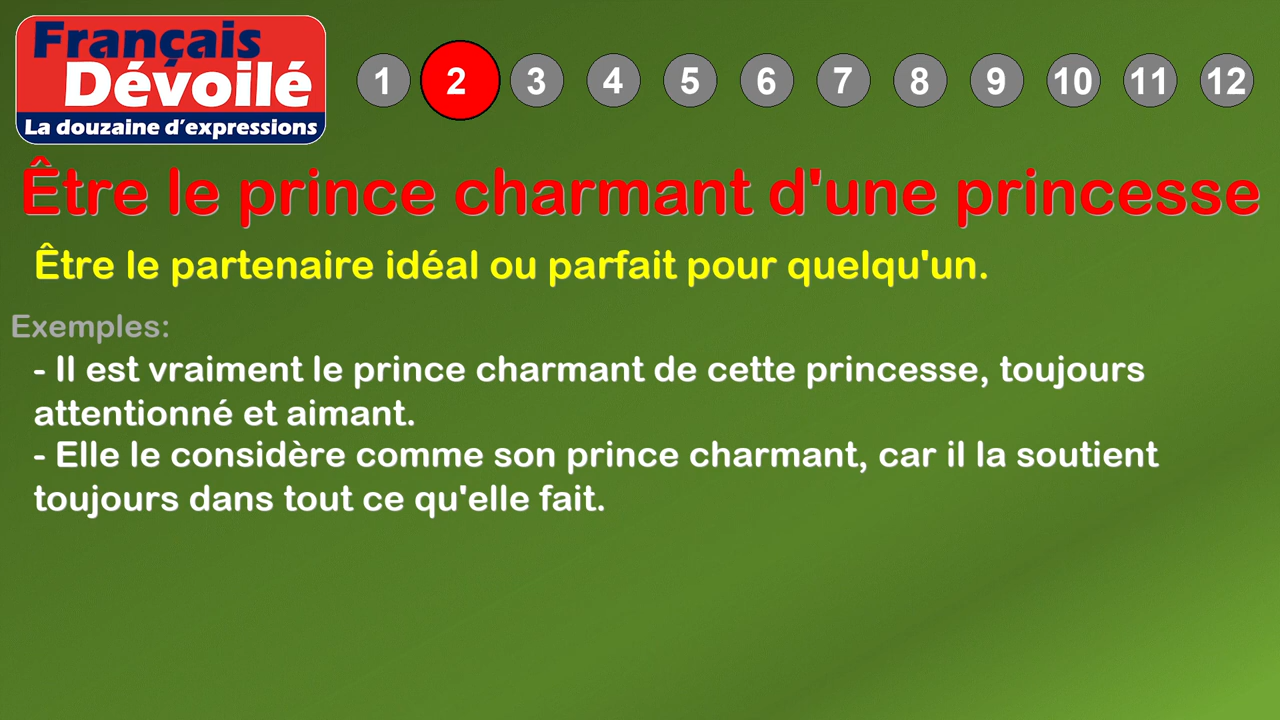 Français
Dévoilé
La douzaine d'expressions
1 2 3 4 5 6 7 8 9 10 11 12
Être le prince charmant d'une princesse
Être le partenaire idéal ou parfait pour quelqu'un.
Exemples:
- Il est vraiment le prince charmant de cette princesse, toujours
attentionné et aimant.
- Elle le considère comme son prince charmant, car il la soutient
toujours dans tout ce qu'elle fait.